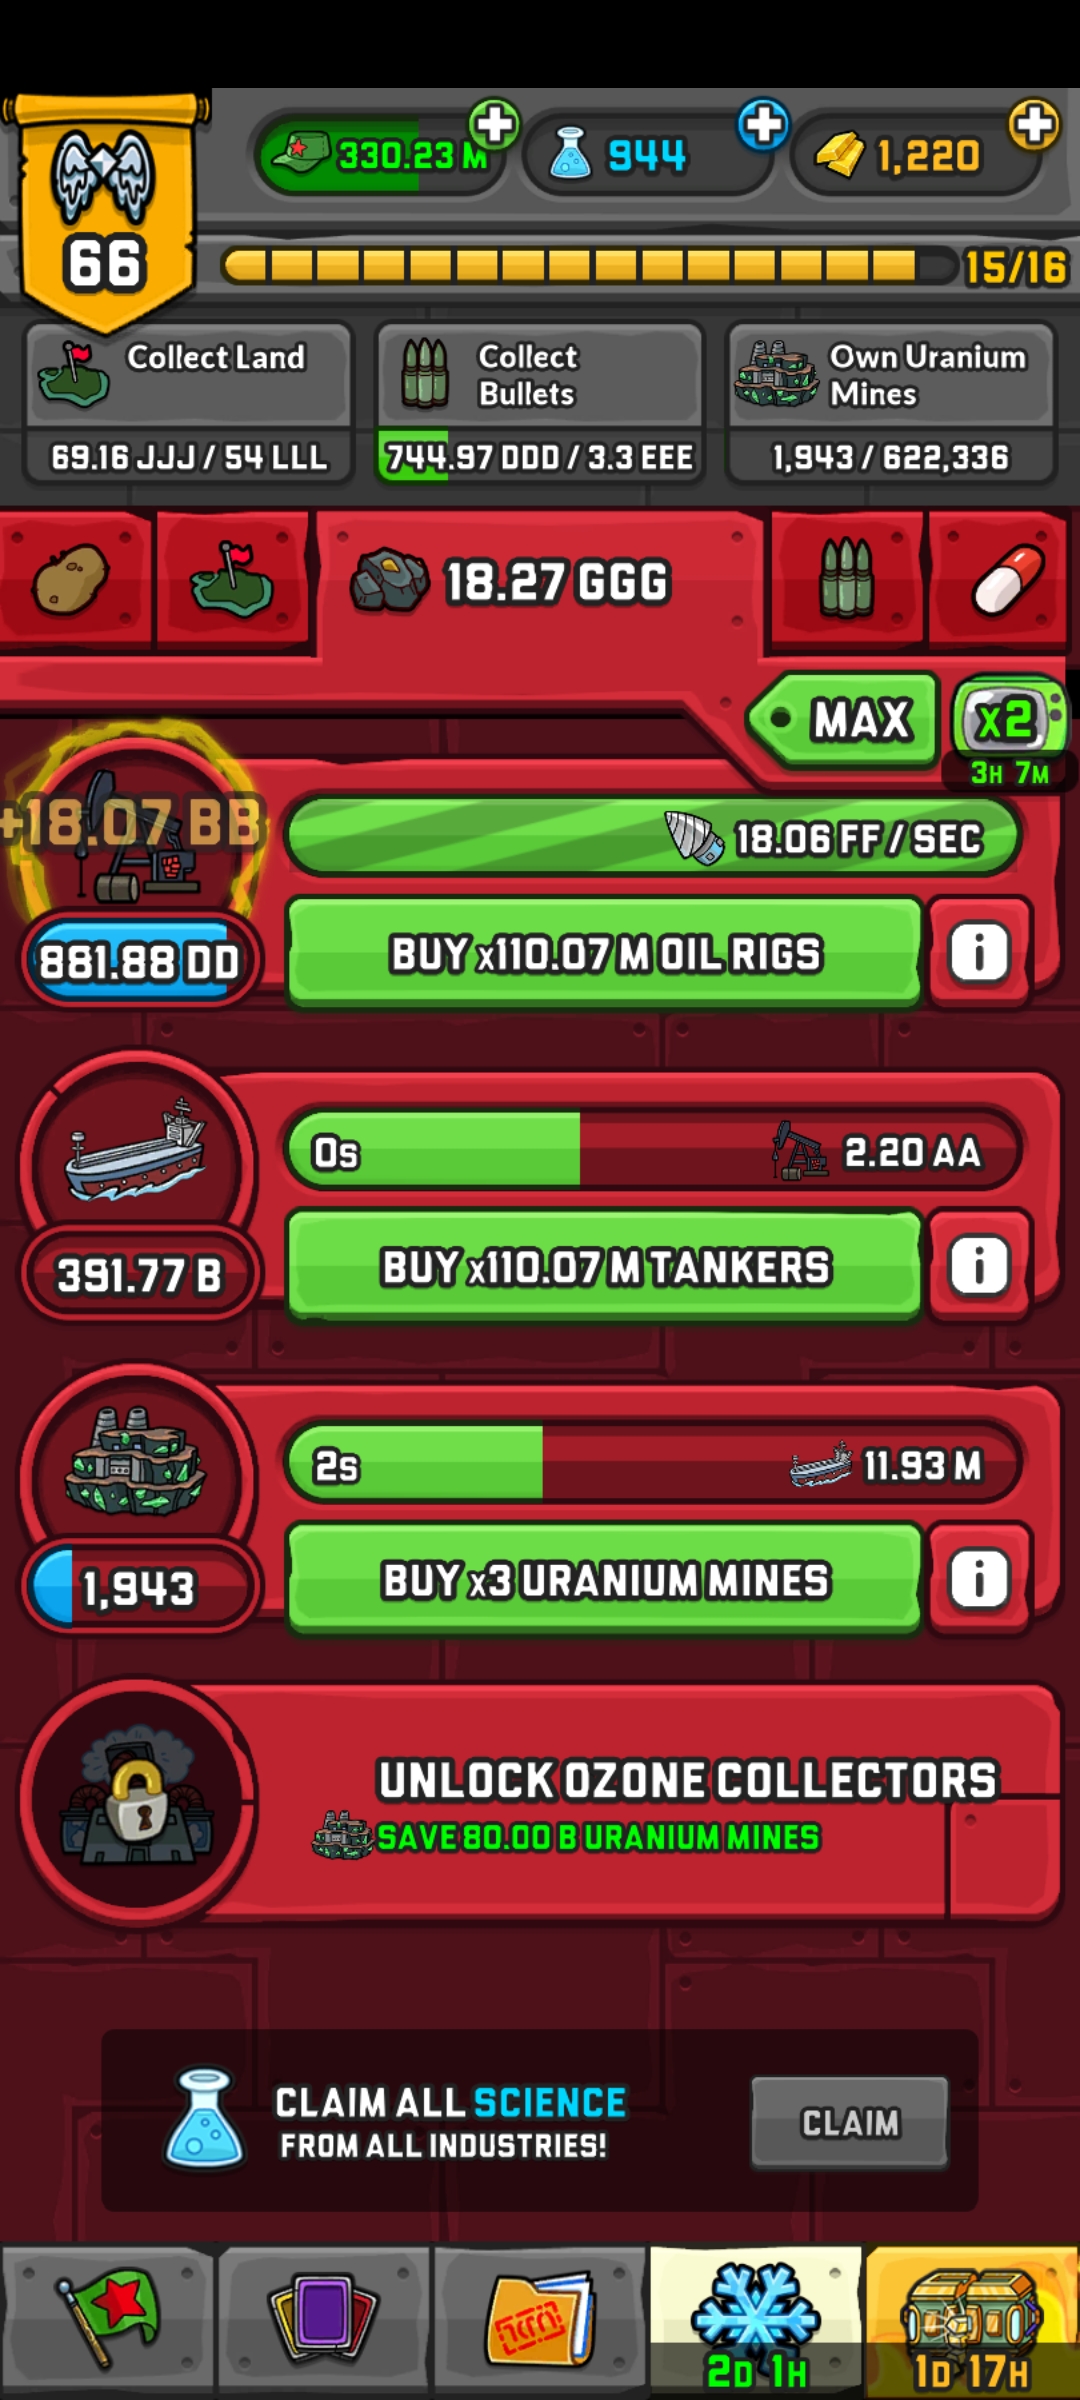 330.23 M
944
1,220
66
15/16
Collect Land
69.16 JJJ / 54 LLL
Collect
Bullets
744.97 DDD / 3.3 EEE
Own Uranium
Mines
1,943 / 622,336
18.27 GGG
MAX
x2
3H 7M
+18.07 BB
18.06 FF / SEC
881.88 DD
BUY x110.07 M OIL RIGS
i
0s
2.20 AA
391.77 B
BUY x110.07 M TANKERS
i
2s
11.93 M
1,943
BUY x3 URANIUM MINES
i
UNLOCK OZONE COLLECTORS
SAVE 80.00 B URANIUM MINES
CLAIM ALL SCIENCE
FROM ALL INDUSTRIES!
CLAIM
2D 1H
1D 17H